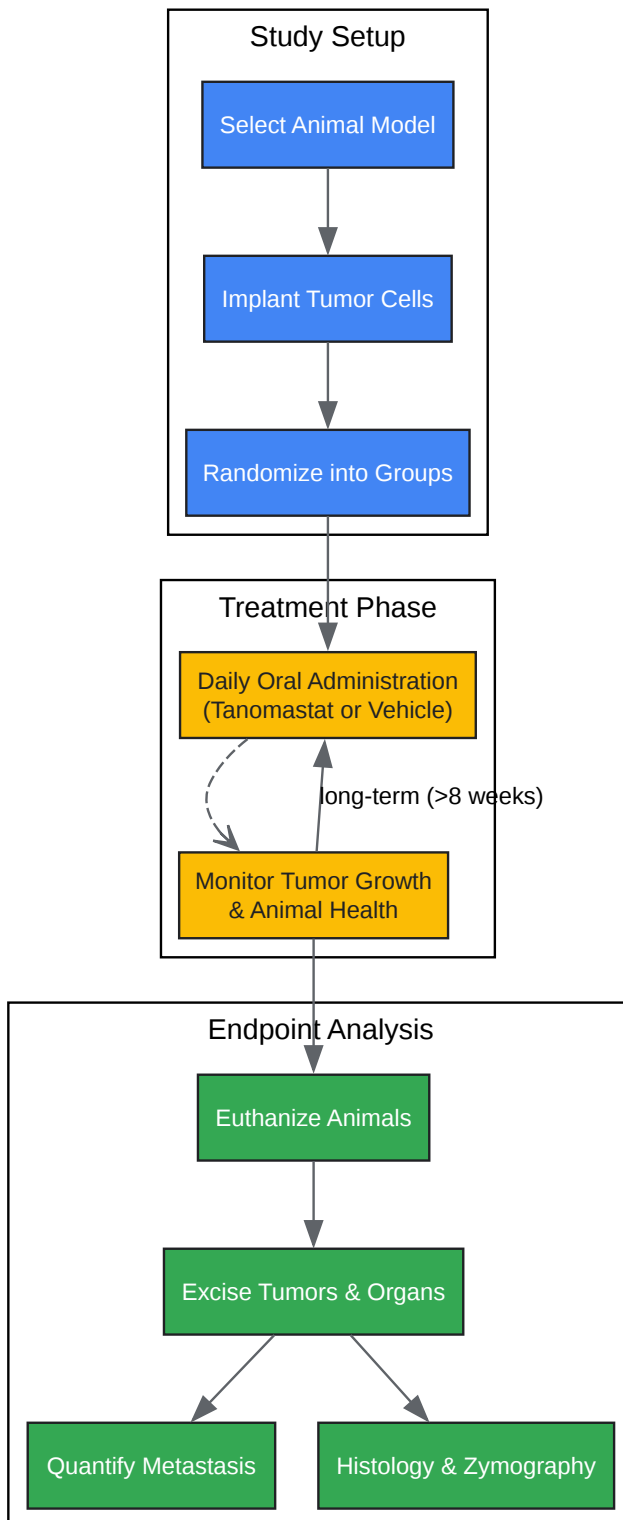 Study Setup
Select Animal Model
Implant Tumor Cells
Randomize into Groups
Treatment Phase
Daily Oral Administration
(Tanomastat or Vehicle)
long-term (>8 weeks)
Monitor Tumor Growth
& Animal Health
Endpoint Analysis
Euthanize Animals
Excise Tumors & Organs
Quantify Metastasis
Histology & Zymography